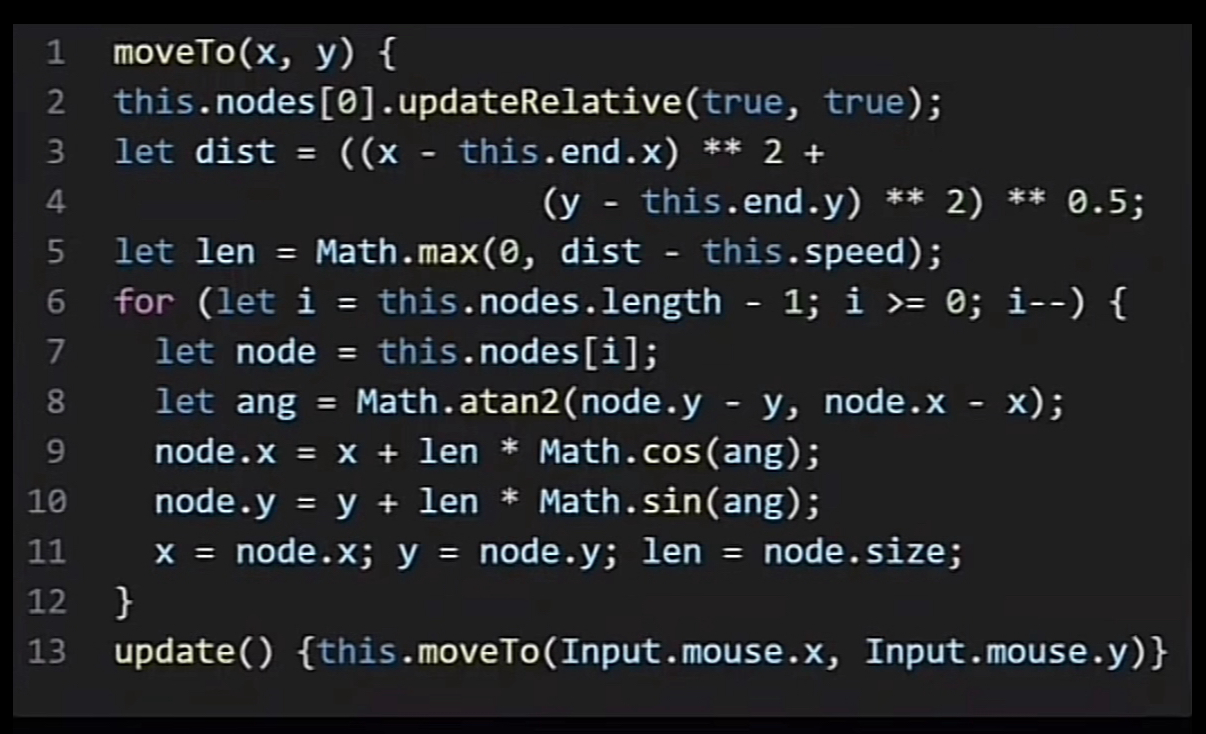 1 moveTo(x, y) {
2 this.nodes[0].updateRelative(true, true);
3 let dist = ((x - this.end.x) ** 2 +
4 (y - this.end.y) ** 2) ** 0.5;
5 let len = Math.max(0, dist - this.speed);
6 for (let i = this.nodes.length - 1; i >= 0; i--) {
7 let node = this.nodes[i];
8 let ang = Math.atan2(node.y - y, node.x - x);
9 node.x = x + len * Math.cos(ang);
10 node.y = y + len * Math.sin(ang);
11 x = node.x; y = node.y; len = node.size;
12 }
13 update() {this.moveTo(Input.mouse.x, Input.mouse.y)}